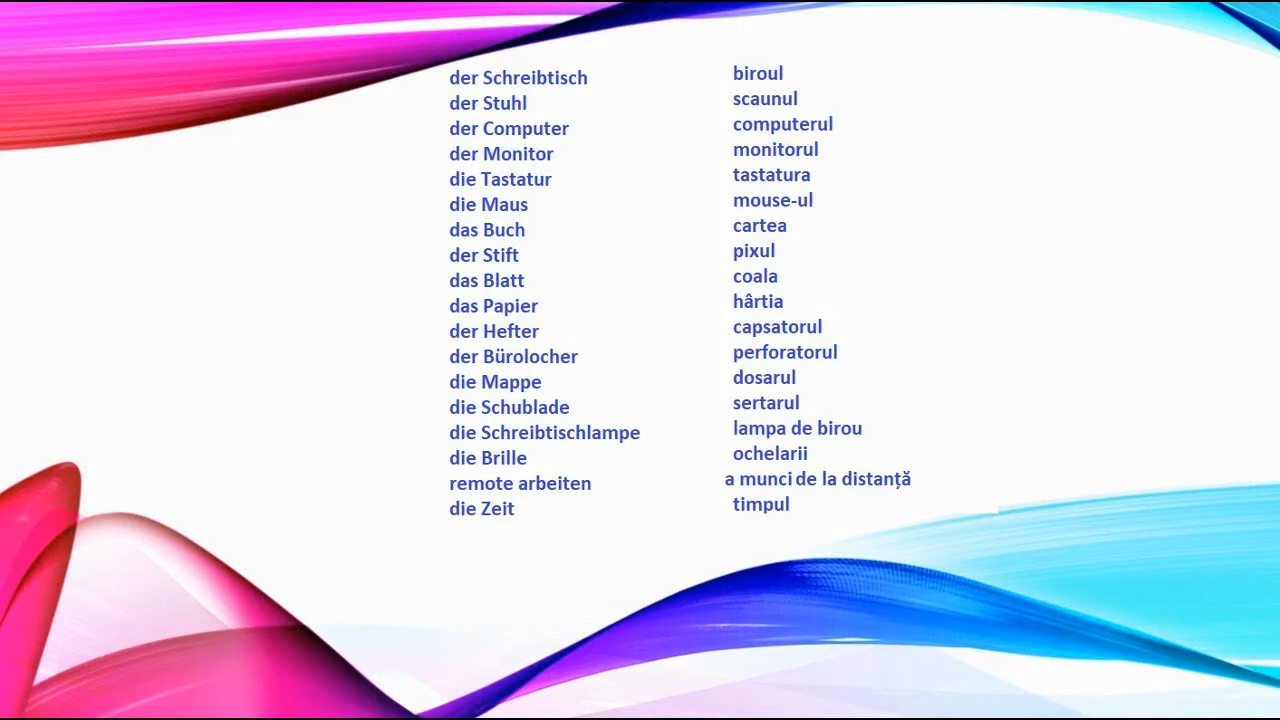 der Schreibtisch biroul
der Stuhl scaunul
der Computer computerul
der Monitor monitorul
die Tastatur tastatura
die Maus mouse-ul
das Buch cartea
der Stift pixul
das Blatt coala
das Papier hârtia
der Hefter capsatorul
der Bürolocher perforatorul
die Mappe dosarul
die Schublade sertarul
die Schreibtischlampe lampa de birou
die Brille ochelarii
remote arbeiten a munci de la distanță
die Zeit timpul